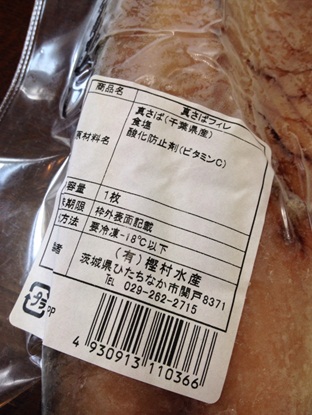 商品名 真さばフィレ
真さば(千葉県産)
原材料名 食塩
酸化防止剤(ビタミンC)
容量 1枚
期限 枠外表面記載
方法 要冷凍-18℃以下
(有)樫村水産
茨城県ひたちなか市関戸8371
TEL 029-262-2715
プラ PP
4 930913 110366